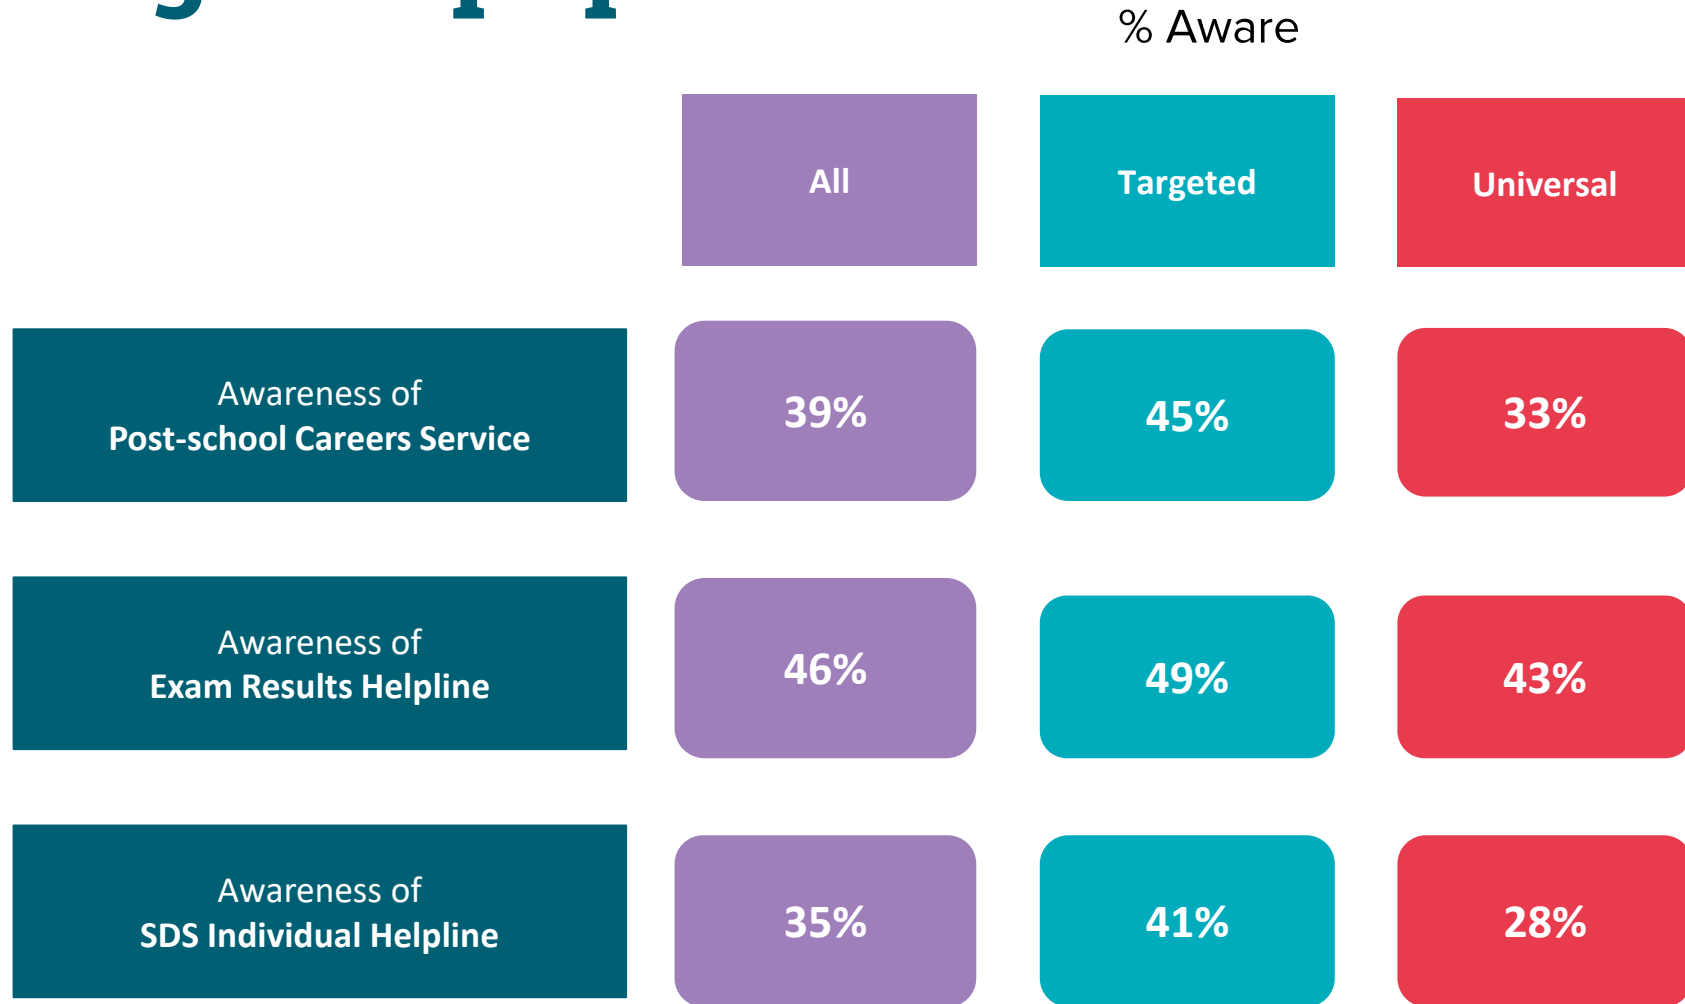 % Aware
All
Targeted
Universal
Awareness of
Post-school Careers Service
39%
45%
33%
Awareness of
Exam Results Helpline
46%
49%
43%
Awareness of
SDS Individual Helpline
35%
41%
28%